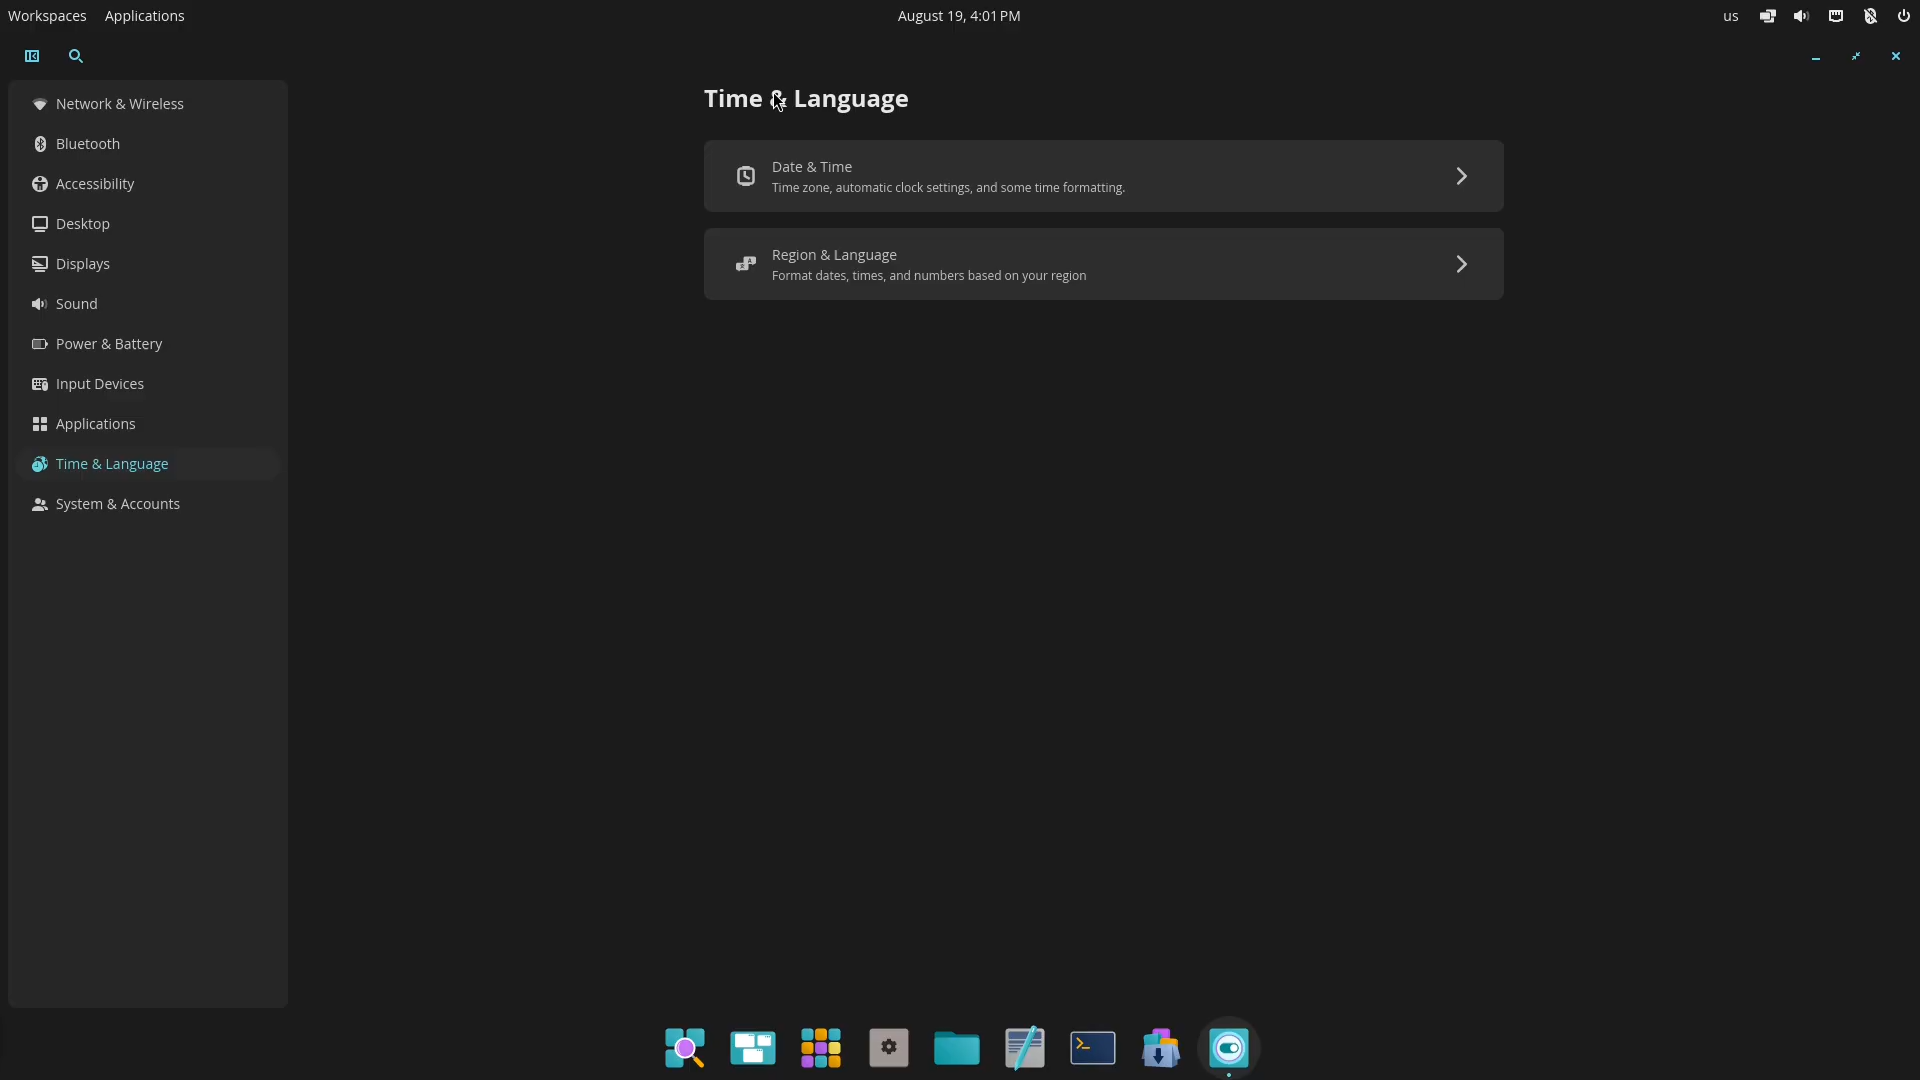 Workspaces Applications August 19, 4:01 PM us
Network & Wireless
Bluetooth
Accessibility
Desktop
Displays
Sound
Power & Battery
Input Devices
Applications
Time & Language
System & Accounts
Time & Language
Date & Time
Time zone, automatic clock settings, and some time formatting.
Region & Language
Format dates, times, and numbers based on your region